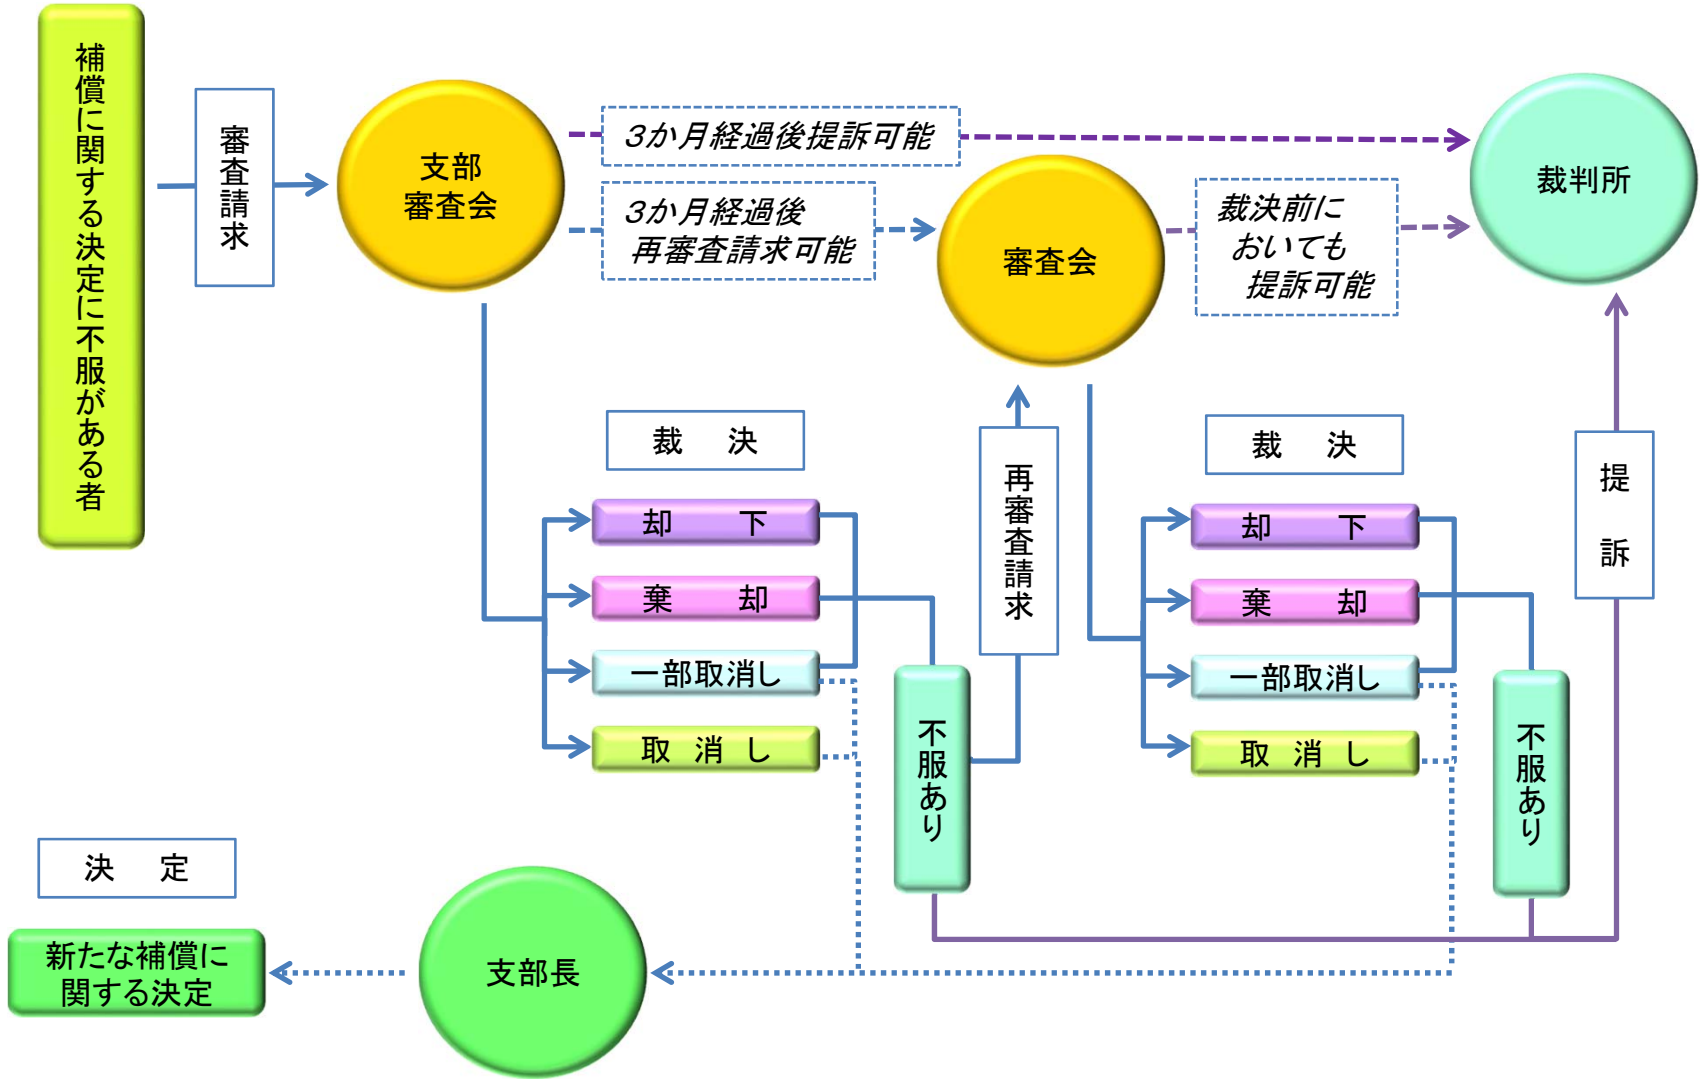 補償に関する決定に不服がある者
審査請求
支部
審査会
３か月経過後提訴可能
３か月経過後
再審査請求可能
審査会
裁決前に
おいても
提訴可能
裁判所
裁　決
却　下
棄　却
一部取消し
取 消 し
不服あり
再審査請求
裁　決
却　下
棄　却
一部取消し
取 消 し
不服あり
提　訴
決　定
新たな補償に
関する決定
支部長